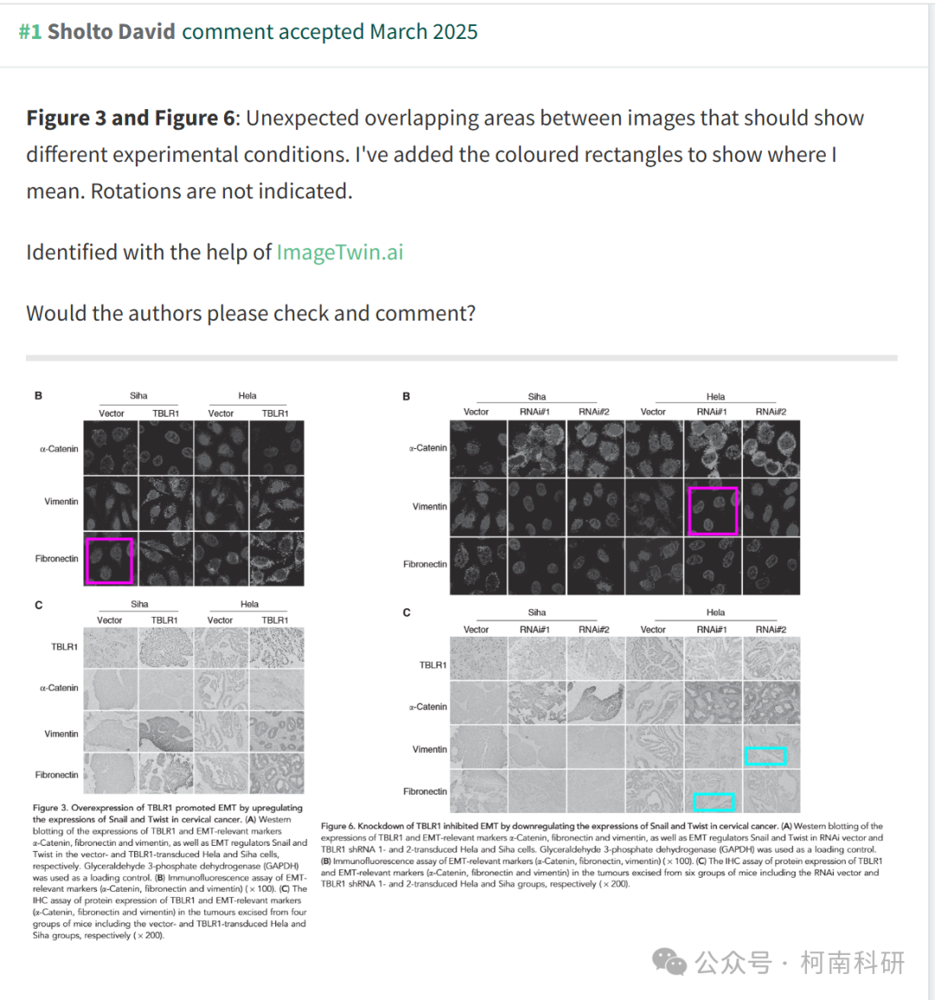 #1 Sholto David comment accepted March 2025
Figure 3 and Figure 6: Unexpected overlapping areas between images that should show
different experimental conditions. I've added the coloured rectangles to show where I
mean. Rotations are not indicated.
Identified with the help of ImageTwin.ai
Would the authors please check and comment?
B
Siha Hela
Vector TBLR1 Vector TBLR1
α-Catenin
Vimentin
Fibronectin
C
Siha Hela
Vector TBLR1 Vector TBLR1
TBLR1
α-Catenin
Vimentin
Fibronectin
Figure 3. Overexpression of TBLR1 promoted EMT by upregulating
the expressions of Snail and Twist in cervical cancer. (A) Western
blotting of the expressions of TBLR1 and EMT-relevant markers
α-Catenin, fibronectin and vimentin, as well as EMT regulators Snail and
Twist in the vector- and TBLR1-transduced Hela and Siha cells,
respectively. Glyceraldehyde 3-phosphate dehydrogenase (GAPDH)
was used as a loading control. (B) Immunofluorescence assay of EMT-
relevant markers (α-Catenin, fibronectin and vimentin) (× 100). (C) The
IHC assay of protein expression of TBLR1 and EMT-relevant markers
(α-Catenin, fibronectin and vimentin) in the tumours excised from four
groups of mice including the vector- and TBLR1-transduced Hela and
Siha groups, respectively (× 200).
B
Siha Hela
Vector RNAi#1 RNAi#2 Vector RNAi#1 RNAi#2
α-Catenin
Vimentin
Fibronectin
C
Siha Hela
Vector RNAi#1 RNAi#2 Vector RNAi#1 RNAi#2
TBLR1
α-Catenin
Vimentin
Fibronectin
Figure 6. Knockdown of TBLR1 inhibited EMT by downregulating the expressions of Snail and Twist in cervical cancer. (A) Western blotting of the
expressions of TBLR1 and EMT-relevant markers α-Catenin, fibronectin and vimentin, as well as EMT regulators Snail and Twist in RNAi vector and
TBLR1 shRNA 1- and 2-transduced Hela and Siha cells. Glyceraldehyde 3-phosphate dehydrogenase (GAPDH) was used as a loading control.
(B) Immunofluorescence assay of EMT-relevant markers (α-Catenin, fibronectin, vimentin) (× 100). (C) The IHC assay of protein expression of TBLR1
and EMT-relevant markers (α-Catenin, fibronectin and vimentin) in the tumours excised from six groups of mice including the RNAi vector and
TBLR1 shRNA 1- and 2-transduced Hela and Siha groups, respectively (× 200).
公众号 · 柯南科研